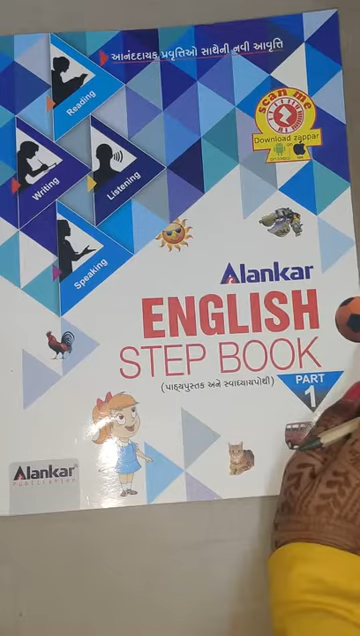 આનંદદાયક પ્રવૃત્તિઓ સાથેની નવી આવૃત્તિ
Reading
Writing
Listening
Speaking
scan me
Download zappar
Alankar
ENGLISH
STEP BOOK
(પાઠ્યપુસ્તક અને સ્વાધ્યાયપોથી)
PART
1
Alankar